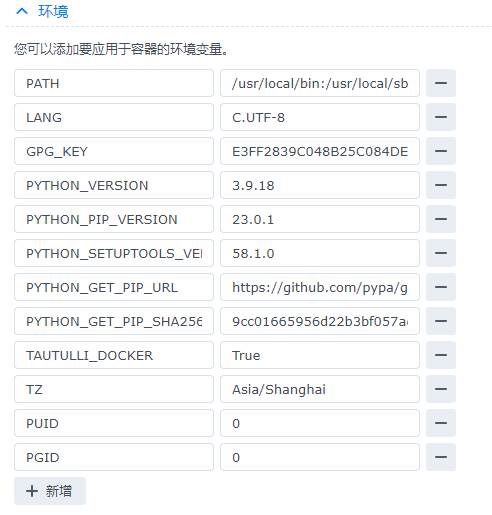 环境
您可以添加要应用于容器的环境变量。
PATH /usr/local/bin:/usr/local/sb
LANG C.UTF-8
GPG_KEY E3FF2839C048B25C084DE
PYTHON_VERSION 3.9.18
PYTHON_PIP_VERSION 23.0.1
PYTHON_SETUPTOOLS_VE 58.1.0
PYTHON_GET_PIP_URL https://github.com/pypa/g
PYTHON_GET_PIP_SHA256 9cc01665956d22b3bf057a
TAUTULLI_DOCKER True
TZ Asia/Shanghai
PUID 0
PGID 0
新增